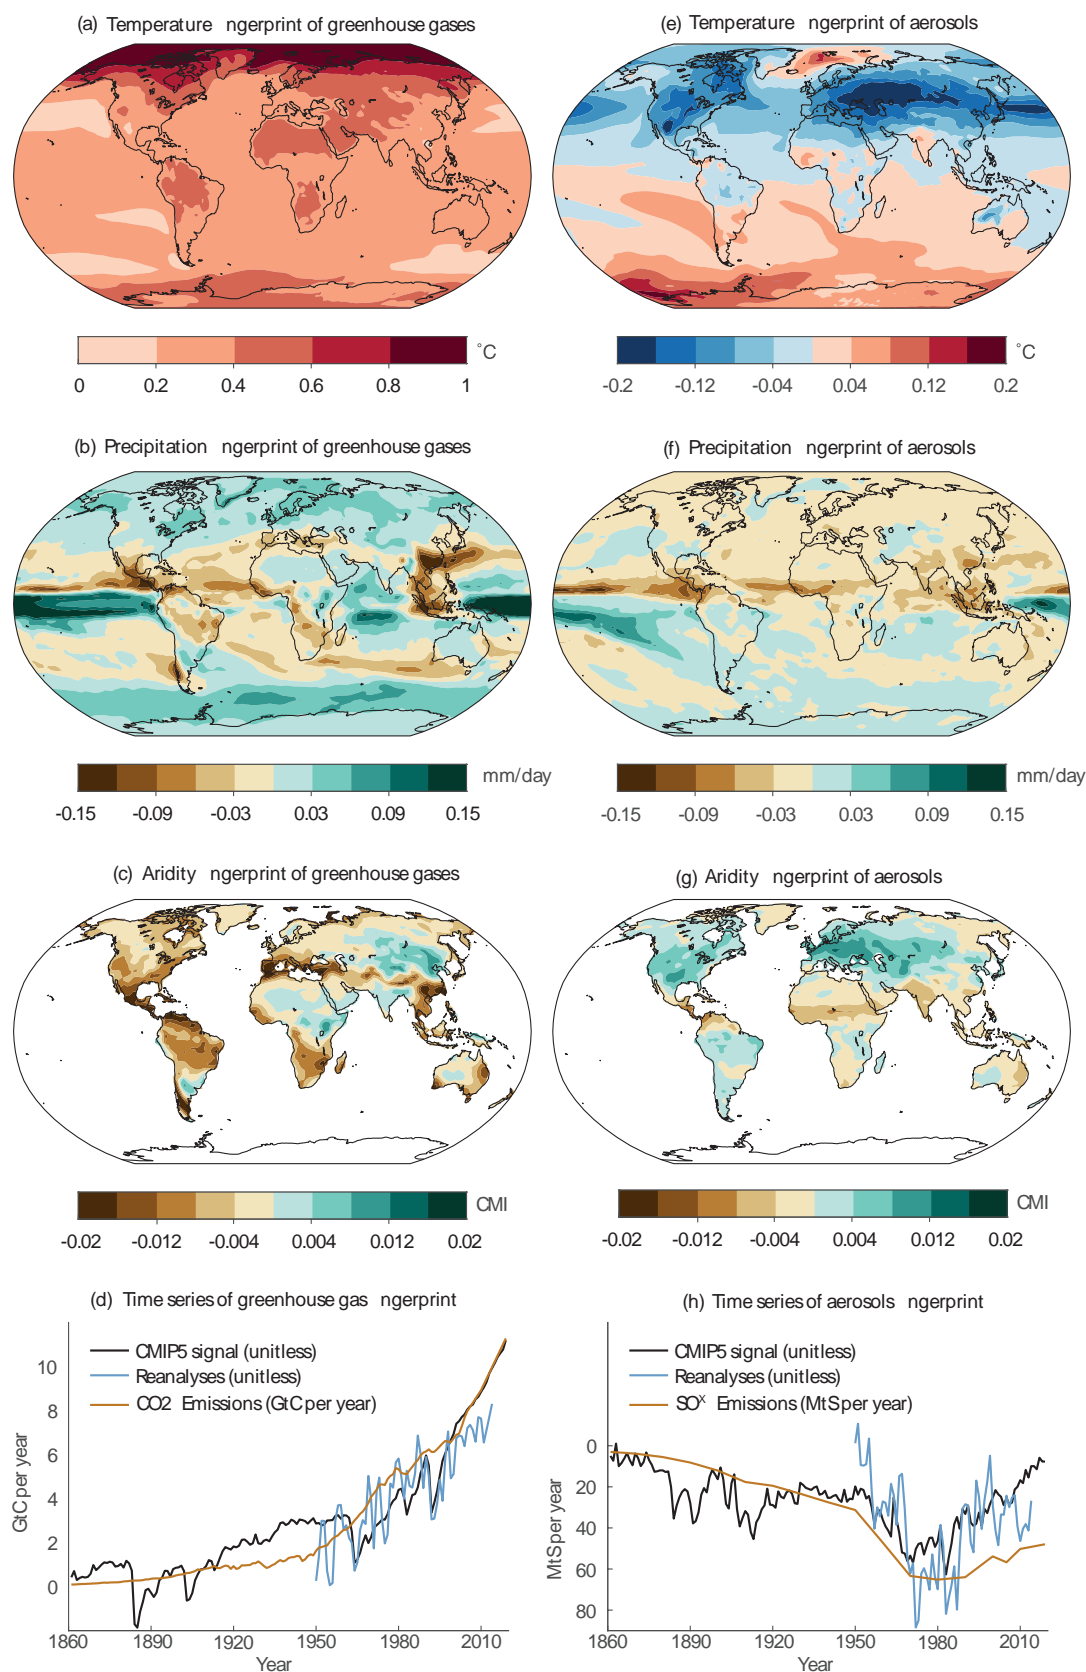 (a) Temperature ngerprint of greenhouse gases
°C
0 0.2 0.4 0.6 0.8 1
(b) Precipitation ngerprint of greenhouse gases
mm/day
-0.15 -0.09 -0.03 0.03 0.09 0.15
(c) Aridity ngerprint of greenhouse gases
CMI
-0.02 -0.012 -0.004 0.004 0.012 0.02
(d) Time series of greenhouse gas ngerprint
CMIP5 signal (unitless)
Reanalyses (unitless)
CO2 Emissions (GtC per year)
GtC per year
10
8
6
4
2
0
1860 1890 1920 1950 1980 2010
Year
(e) Temperature ngerprint of aerosols
°C
-0.2 -0.12 -0.04 0.04 0.12 0.2
(f) Precipitation ngerprint of aerosols
mm/day
-0.15 -0.09 -0.03 0.03 0.09 0.15
(g) Aridity ngerprint of aerosols
CMI
-0.02 -0.012 -0.004 0.004 0.012 0.02
(h) Time series of aerosols ngerprint
CMIP5 signal (unitless)
Reanalyses (unitless)
SOˣ Emissions (MtS per year)
MtS per year
0
20
40
60
80
1860 1890 1920 1950 1980 2010
Year